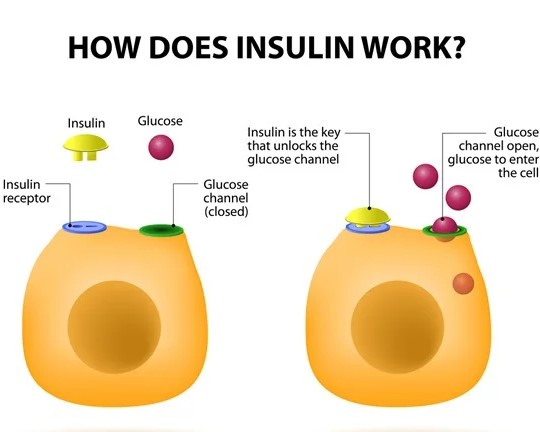 HOW DOES INSULIN WORK?
Insulin
Glucose
Insulin
receptor
Glucose
channel
(closed)
Insulin is the key
that unlocks the
glucose channel
Glucose
channel open,
glucose to enter
the cell